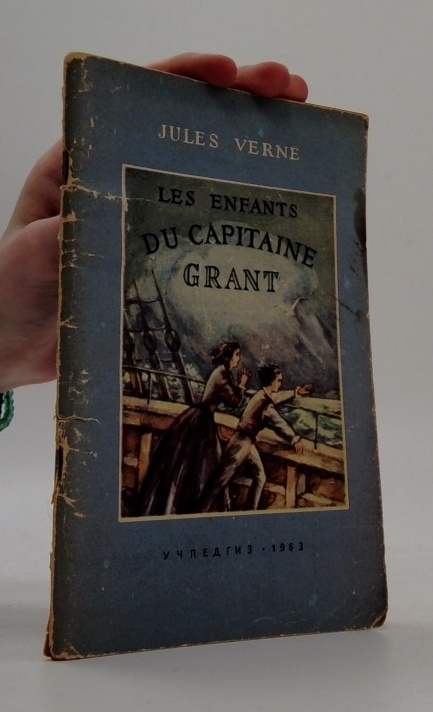 JULES VERNE
LES ENFANTS
DU CAPITAINE
GRANT
УЧПЕДГИЗ · 1963